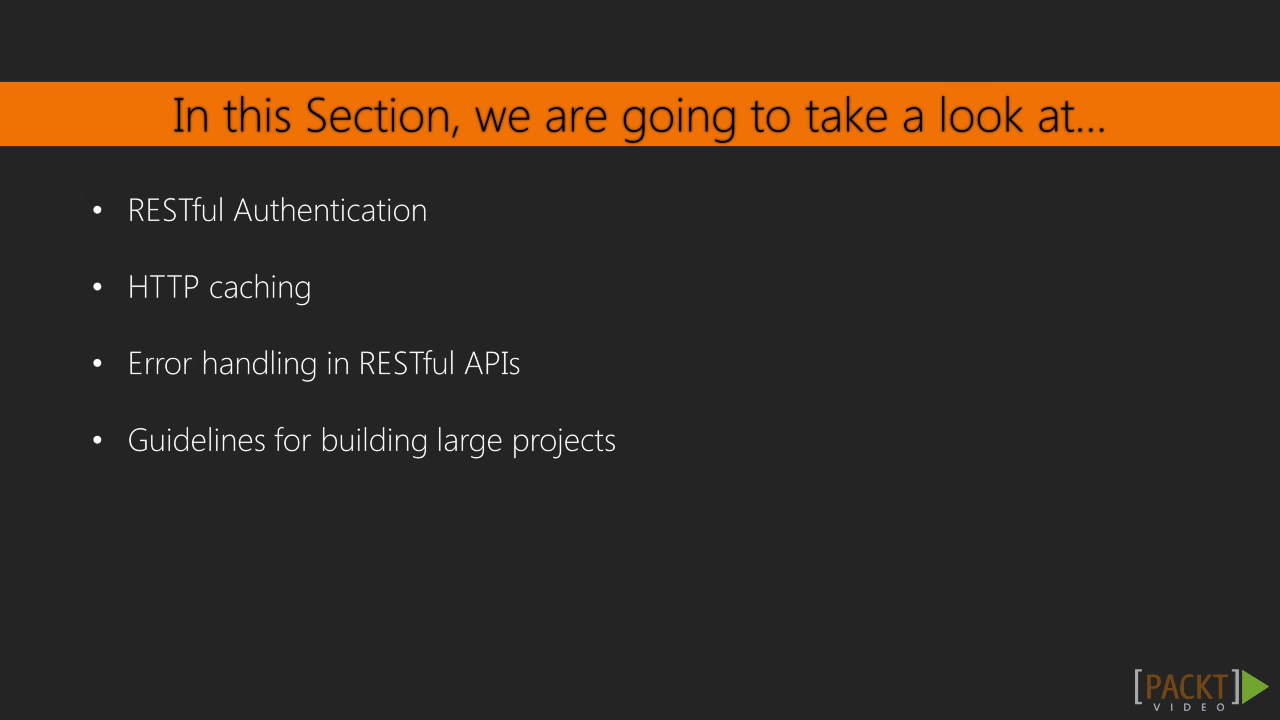 In this Section, we are going to take a look at...
• RESTful Authentication
• HTTP caching
• Error handling in RESTful APIs
• Guidelines for building large projects
[PACKT]
VIDEO